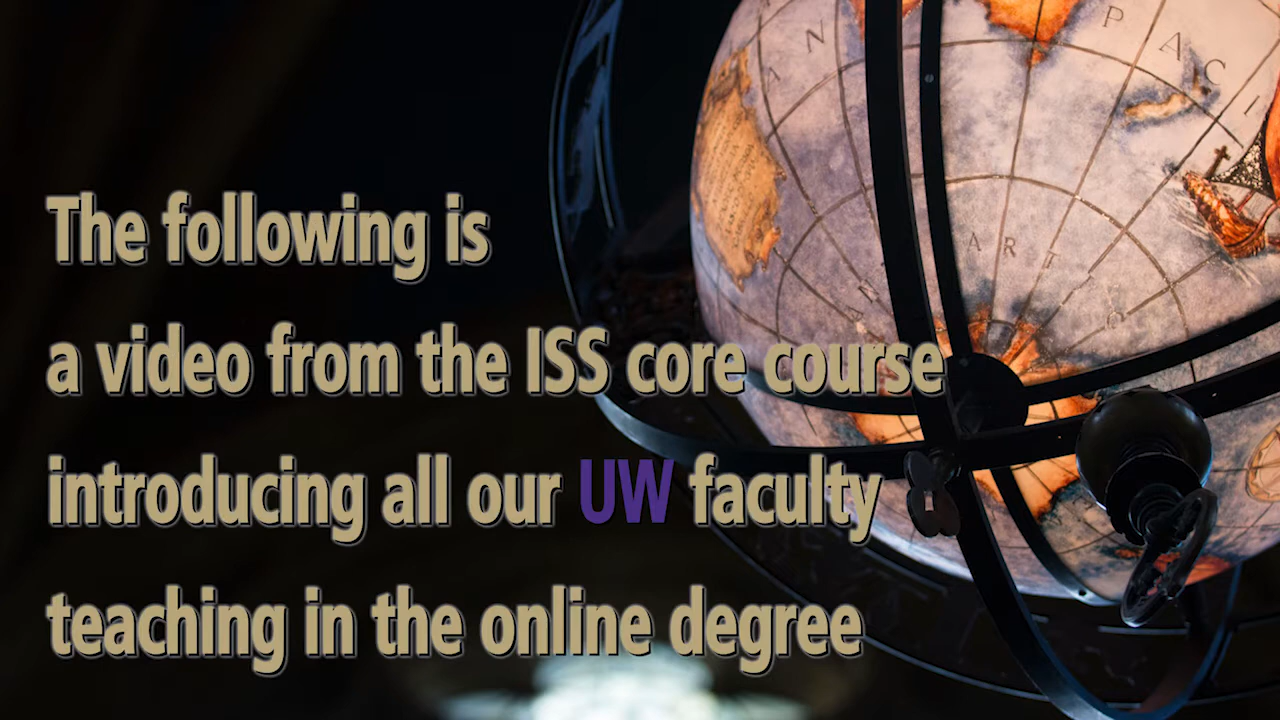 The following is
a video from the ISS core course
introducing all our UW faculty
teaching in the online degree
P A C I
A N
A R T O